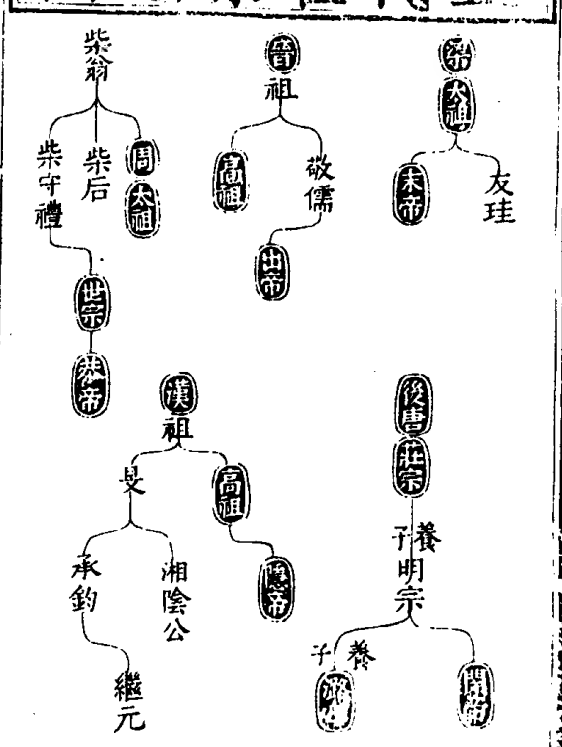 梁
太祖
友珪
末帝
晉
祖
敬儒
高祖
出帝
柴翁
周
太祖
柴后
柴守禮
世宗
恭帝
後唐
莊宗
養子
明宗
閔帝
養子
漢
祖
高祖
隱帝
旻
湘陰公
承鈞
繼元